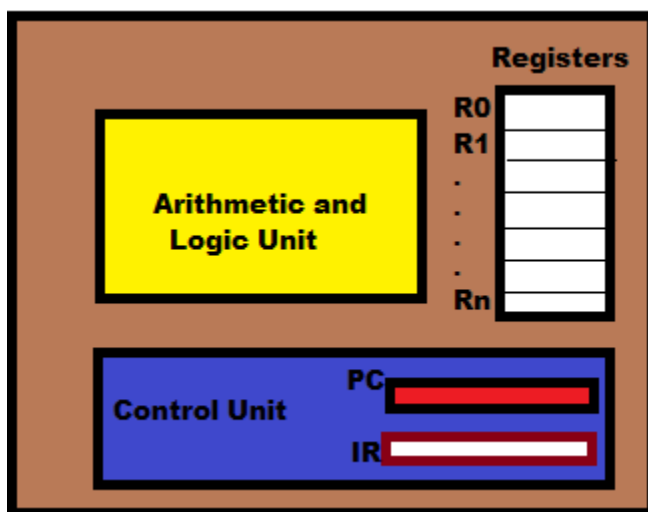 Registers
R0
R1
.
.
.
.
Rn
Arithmetic and
Logic Unit
Control Unit
PC
IR